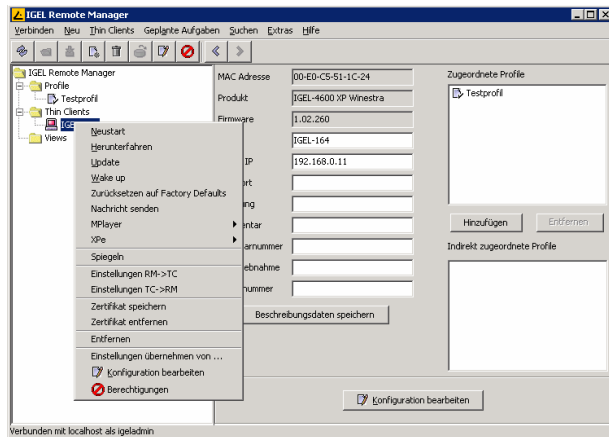 IGEL Remote Manager
Verbinden Neu Thin Clients Geplante Aufgaben Suchen Extras Hilfe
IGEL Remote Manager
Profile
Testprofil
Thin Clients
Views
Neustart
Herunterfahren
Update
Wake up
Zurücksetzen auf Factory Defaults
Nachricht senden
MPlayer
XPe
Spiegeln
Einstellungen RM->TC
Einstellungen TC->RM
Zertifikat speichern
Zertifikat entfernen
Entfernen
Einstellungen übernehmen von ...
Konfiguration bearbeiten
Berechtigungen
MAC Adresse 00-E0-C5-51-1C-24
Produkt IGEL-4600 XP Winestra
Firmware 1.02.260
IGEL-164
IP 192.168.0.11
Beschreibungsdaten speichern
Zugeordnete Profile
Testprofil
Hinzufügen Entfernen
Indirekt zugeordnete Profile
Konfiguration bearbeiten
Verbunden mit localhost als igeladmin